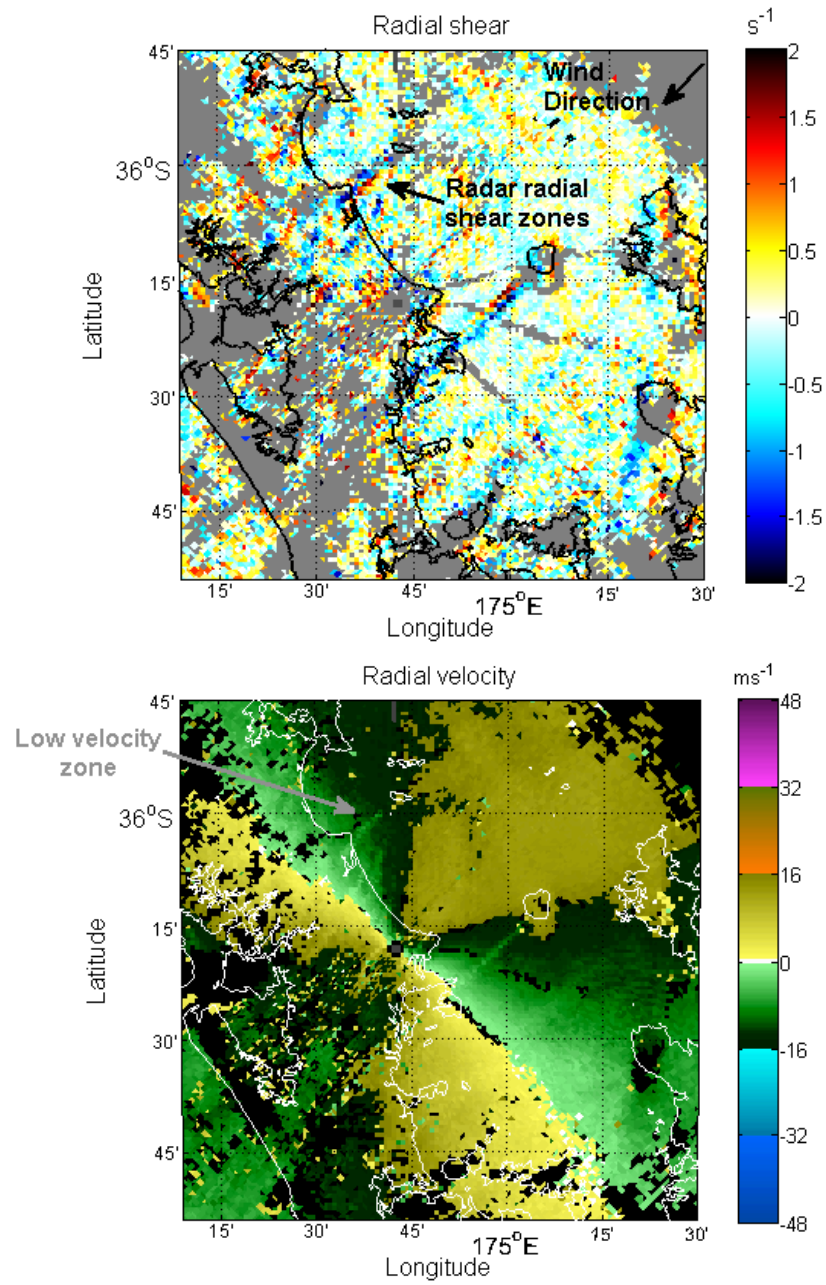 Radial shear
s⁻¹
45'
36°S
15'
30'
45'
Latitude
Wind
Direction
Radar radial
shear zones
2
1.5
1
0.5
0
-0.5
-1
-1.5
-2
15'
30'
45'
175°E
15'
30'
Longitude
Radial velocity
ms⁻¹
Low velocity
zone
45'
36°S
15'
30'
45'
Latitude
48
32
16
0
-16
-32
-48
15'
30'
45'
175°E
15'
30'
Longitude